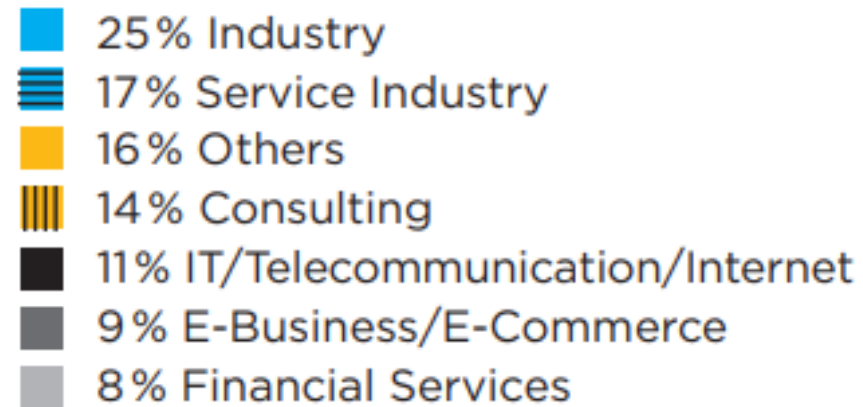 25% Industry
17% Service Industry
16% Others
14% Consulting
11% IT/Telecommunication/Internet
9% E-Business/E-Commerce
8% Financial Services